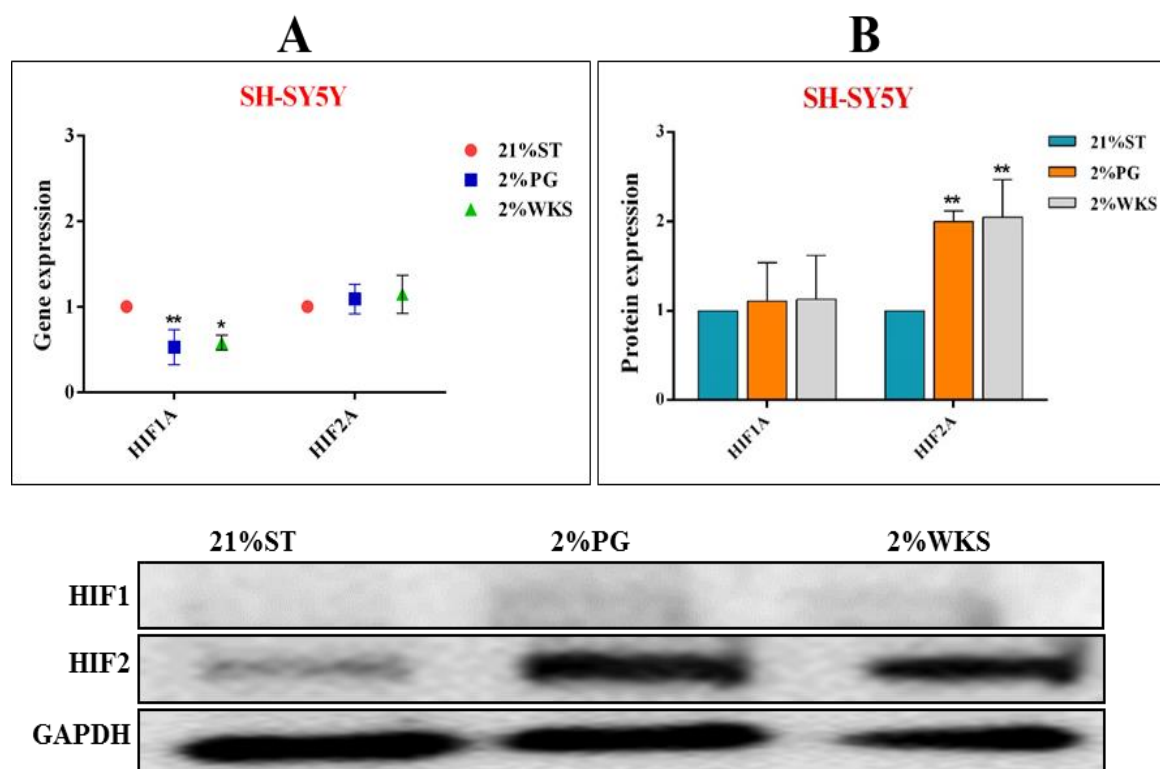 A
SH-SY5Y
3
2
1
0
Gene expression
HIF1A
HIF2A
21%ST
2%PG
2%WKS
**
*
B
SH-SY5Y
3
2
1
0
Protein expression
HIF1A
HIF2A
21%ST
2%PG
2%WKS
**
**
21%ST 2%PG 2%WKS
HIF1
HIF2
GAPDH